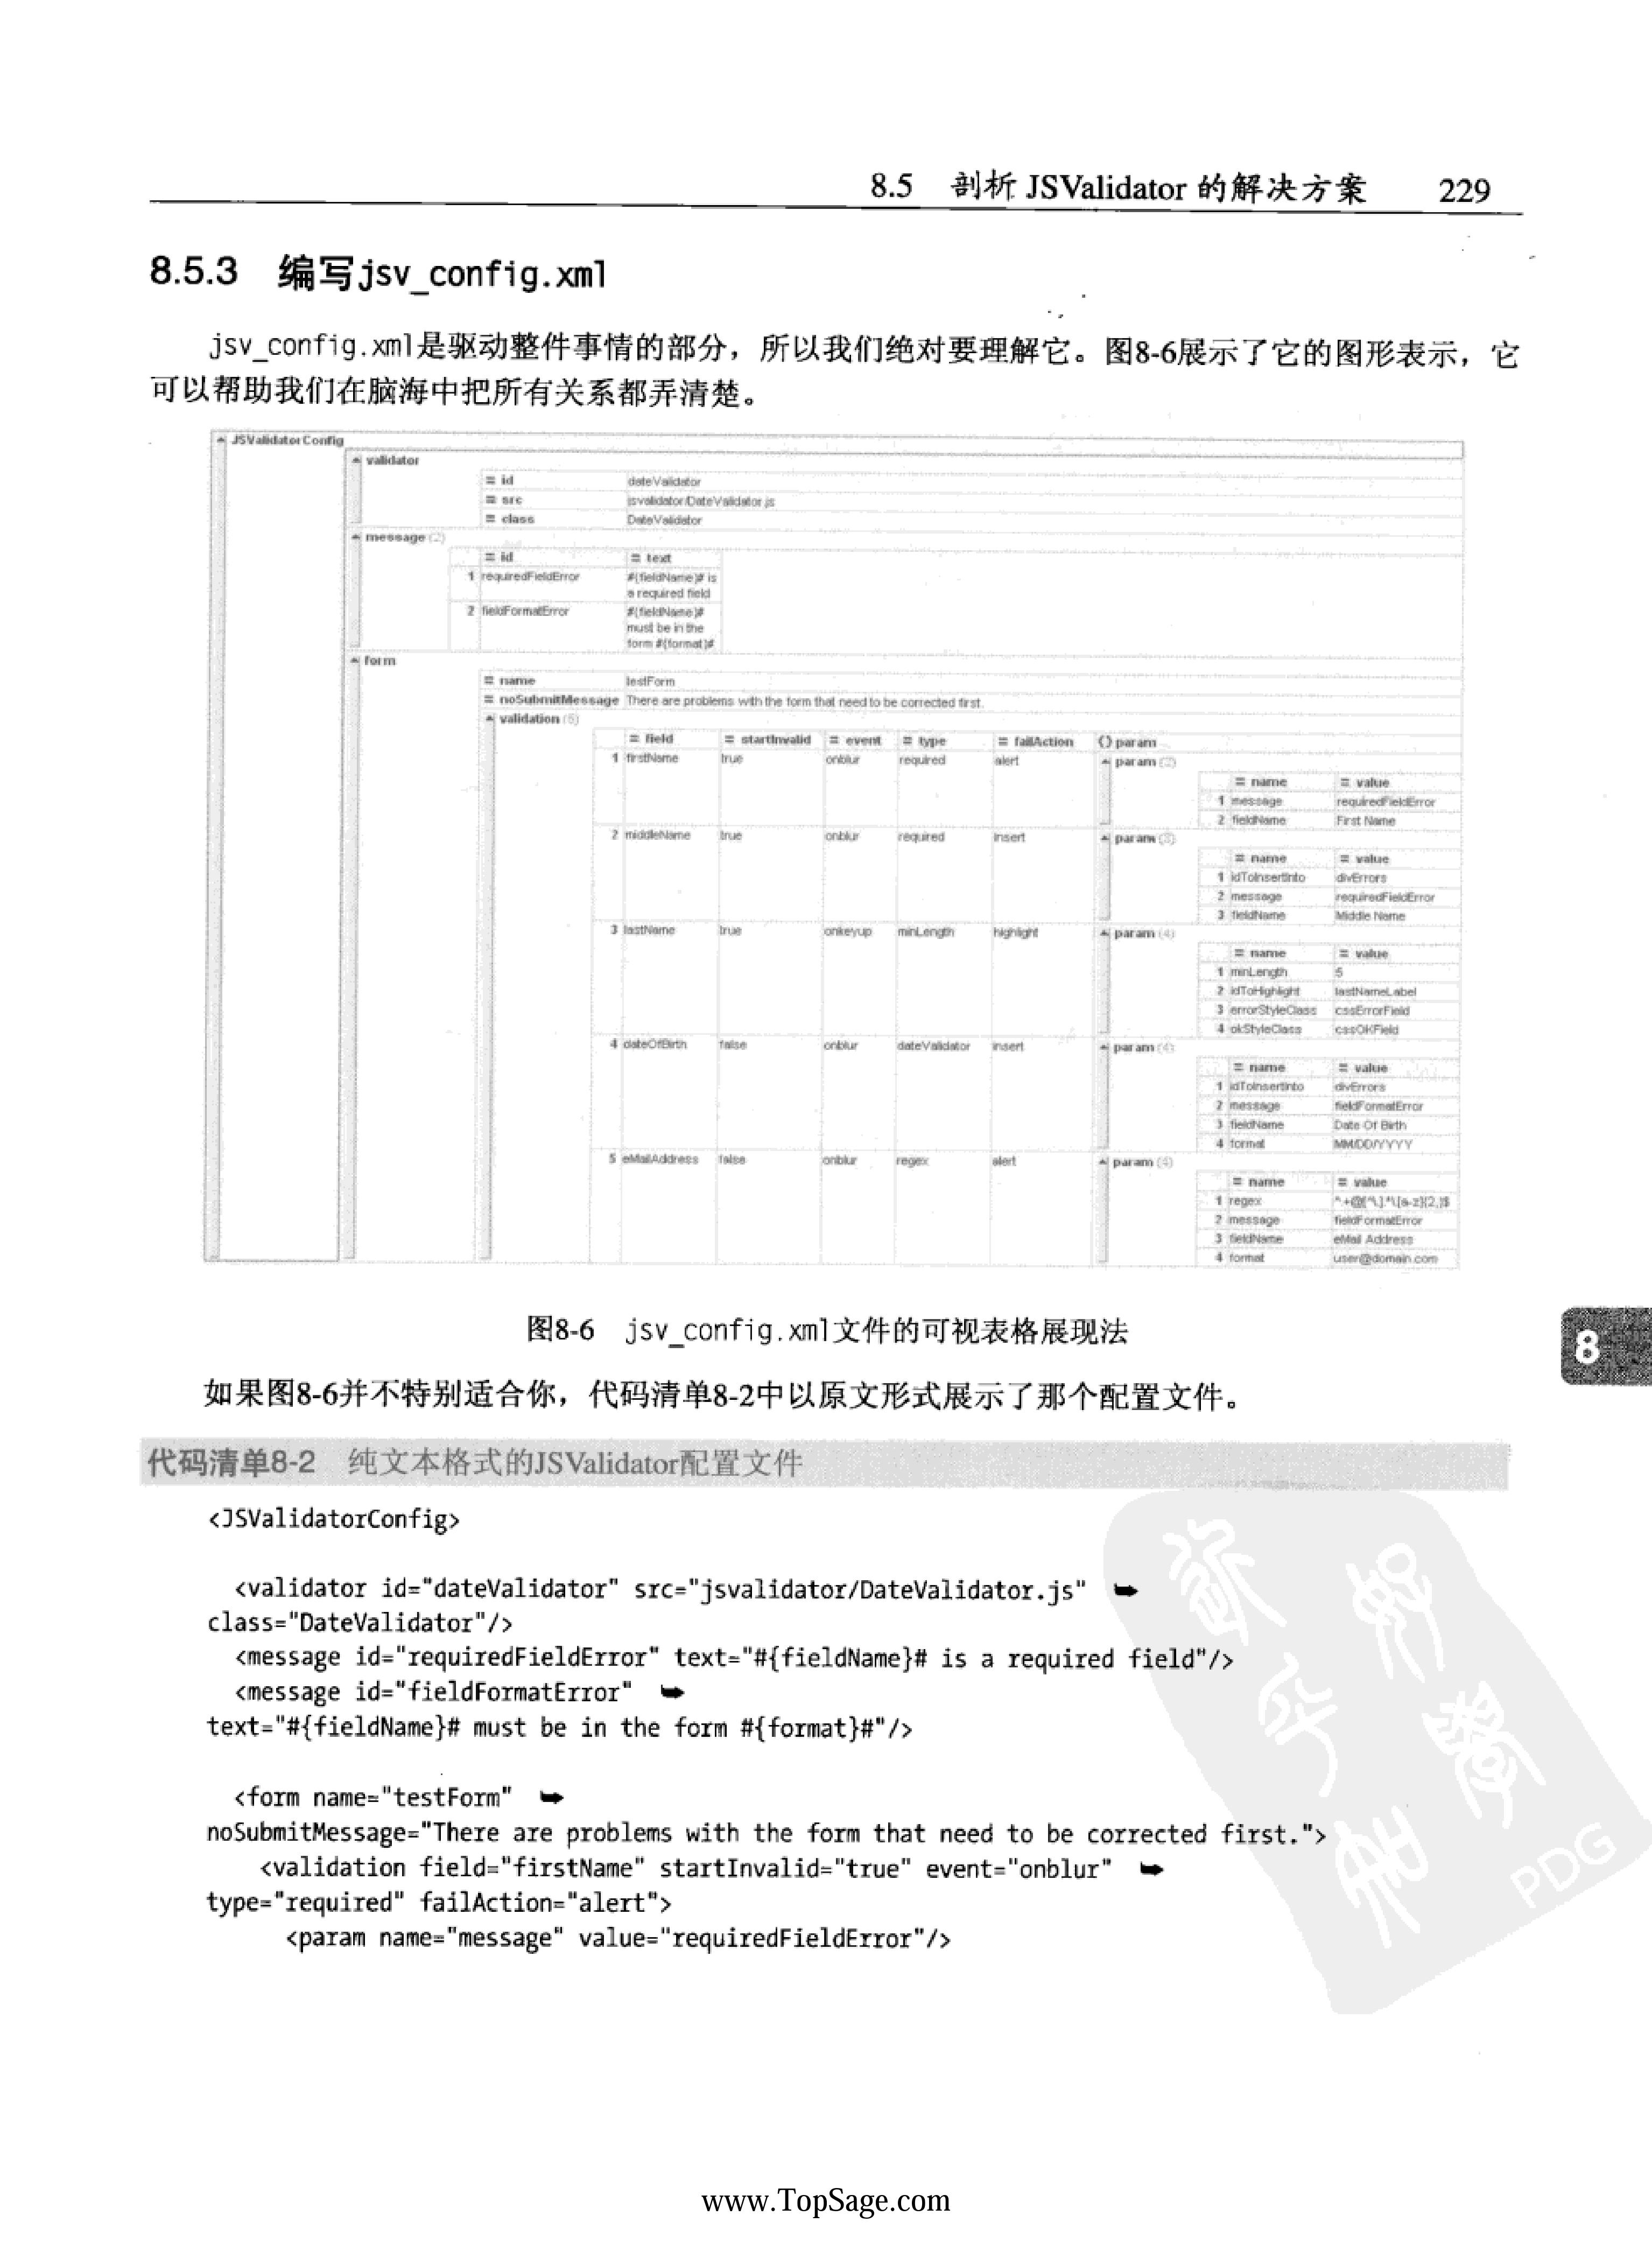 8.5 剖析 JSValidator 的解决方案 229
8.5.3 编写jsv_config.xml
jsv_config.xml是驱动整件事情的部分，所以我们绝对要理解它。图8-6展示了它的图形表示，它
可以帮助我们在脑海中把所有关系都弄清楚。
JSValidatorConfig
validator
id dateValidator
src jsvalidator/DateValidator.js
class DateValidator
message (2)
id text
1 requiredFieldError #{fieldName}# is
a required field
2 fieldFormatError #{fieldName}#
must be in the
form #{format}#
form
name testForm
noSubmitMessage There are problems with the form that need to be corrected first.
validation (5)
field startInvalid event type failAction param
1 firstName true onblur required alert param (2)
name value
1 message requiredFieldError
2 fieldName First Name
2 middleName true onblur required insert param (3)
name value
1 idToInsertInto divErrors
2 message requiredFieldError
3 fieldName Middle Name
3 lastName true onkeyup minLength highlight param (4)
name value
1 minLength 5
2 idToHighlight lastNameLabel
3 errorStyleClass cssErrorField
4 okStyleClass cssOKField
4 dateOfBirth false onblur dateValidator insert param (4)
name value
1 idToInsertInto divErrors
2 message fieldFormatError
3 fieldName Date Of Birth
4 format MM/DD/YYYY
5 eMailAddress false onblur regex alert param (4)
name value
1 regex
2 message fieldFormatError
3 fieldName eMail Address
4 format user@domain.com
图8-6 jsv_config.xml文件的可视表格展现法
8
如果图8-6并不特别适合你，代码清单8-2中以原文形式展示了那个配置文件。
代码清单8-2 纯文本格式的JSValidator配置文件
<JSValidatorConfig>
<validator id="dateValidator" src="jsvalidator/DateValidator.js" ➥
class="DateValidator"/>
<message id="requiredFieldError" text="#{fieldName}# is a required field"/>
<message id="fieldFormatError" ➥
text="#{fieldName}# must be in the form #{format}#"/>
<form name="testForm" ➥
noSubmitMessage="There are problems with the form that need to be corrected first.">
<validation field="firstName" startInvalid="true" event="onblur" ➥
type="required" failAction="alert">
<param name="message" value="requiredFieldError"/>
PDG
www.TopSage.com